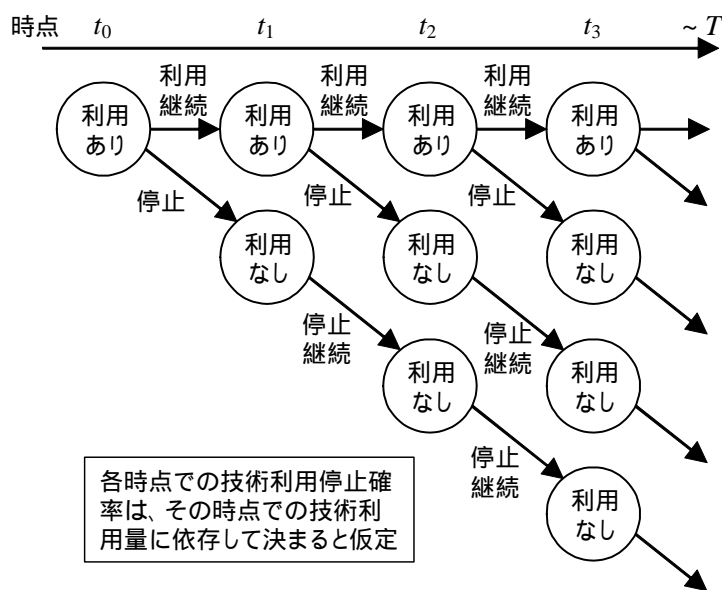 時点 t0 t1 t2 t3 ~ T
利用
継続
利用
継続
利用
継続
利用
あり
利用
あり
利用
あり
利用
あり
停止
停止
停止
利用
なし
利用
なし
利用
なし
停止
継続
停止
継続
利用
なし
利用
なし
停止
継続
利用
なし
各時点での技術利用停止確
率は、その時点での技術利
用量に依存して決まると仮定